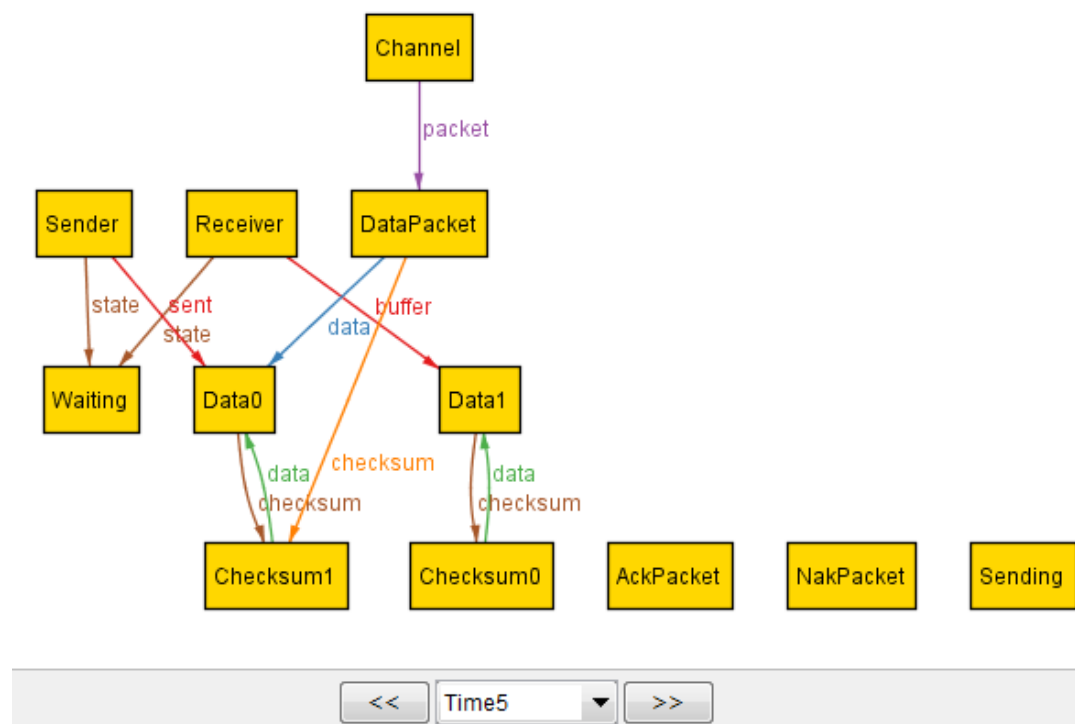 Channel
packet
Sender
Receiver
DataPacket
state
sent
buffer
state
data
Waiting
Data0
Data1
data
checksum
data
checksum
checksum
Checksum1
Checksum0
AckPacket
NakPacket
Sending
<< Time5 >>